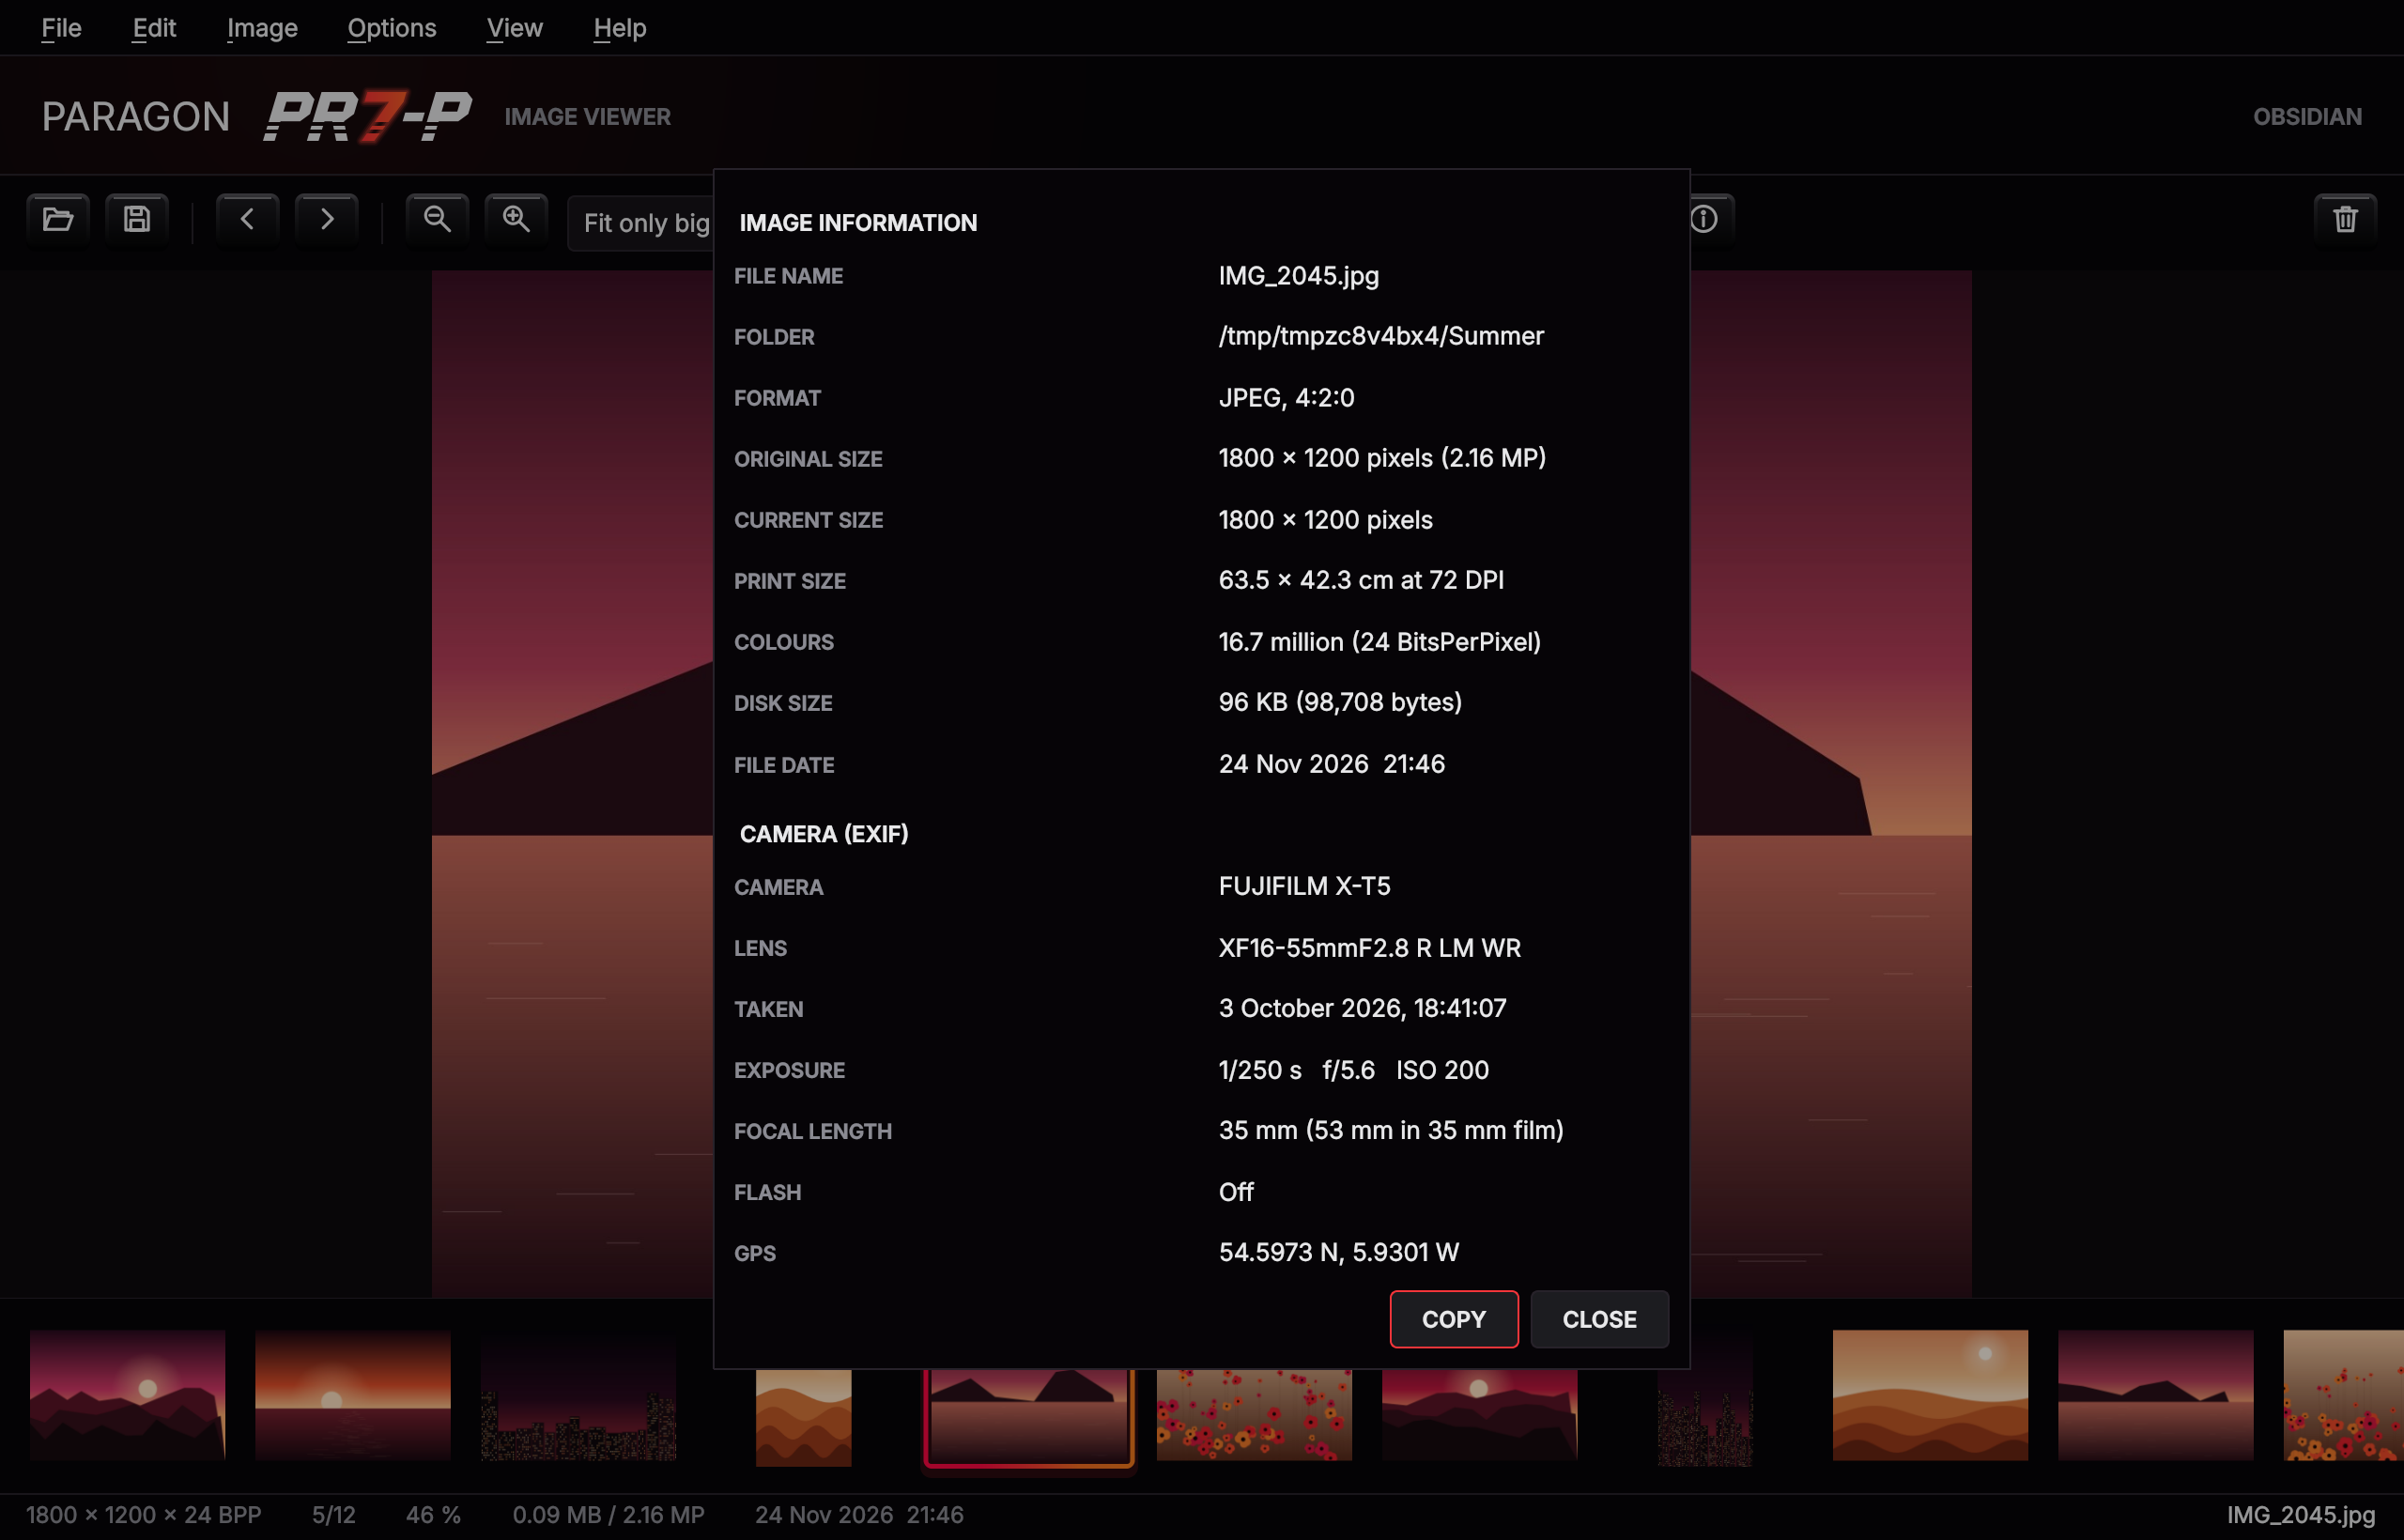 File Edit Image Options View Help
PARAGON PR7-P IMAGE VIEWER OBSIDIAN
Fit only big
IMAGE INFORMATION
FILE NAME IMG_2045.jpg
FOLDER /tmp/tmpzc8v4bx4/Summer
FORMAT JPEG, 4:2:0
ORIGINAL SIZE 1800 × 1200 pixels (2.16 MP)
CURRENT SIZE 1800 × 1200 pixels
PRINT SIZE 63.5 × 42.3 cm at 72 DPI
COLOURS 16.7 million (24 BitsPerPixel)
DISK SIZE 96 KB (98,708 bytes)
FILE DATE 24 Nov 2026 21:46
CAMERA (EXIF)
CAMERA FUJIFILM X-T5
LENS XF16-55mmF2.8 R LM WR
TAKEN 3 October 2026, 18:41:07
EXPOSURE 1/250 s f/5.6 ISO 200
FOCAL LENGTH 35 mm (53 mm in 35 mm film)
FLASH Off
GPS 54.5973 N, 5.9301 W
COPY CLOSE
1800 × 1200 × 24 BPP 5/12 46 % 0.09 MB / 2.16 MP 24 Nov 2026 21:46 IMG_2045.jpg